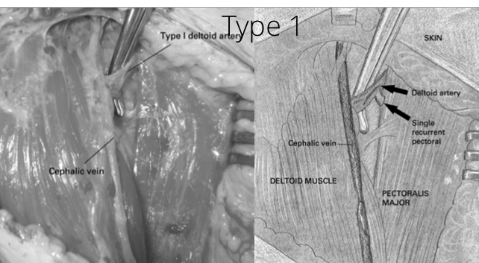 Type 1
Type I deltoid artery
SKIN
Deltoid artery
Single
recurrent
pectoral
Cephalic vein
Cephalic vein
DELTOID MUSCLE
PECTORALIS
MAJOR